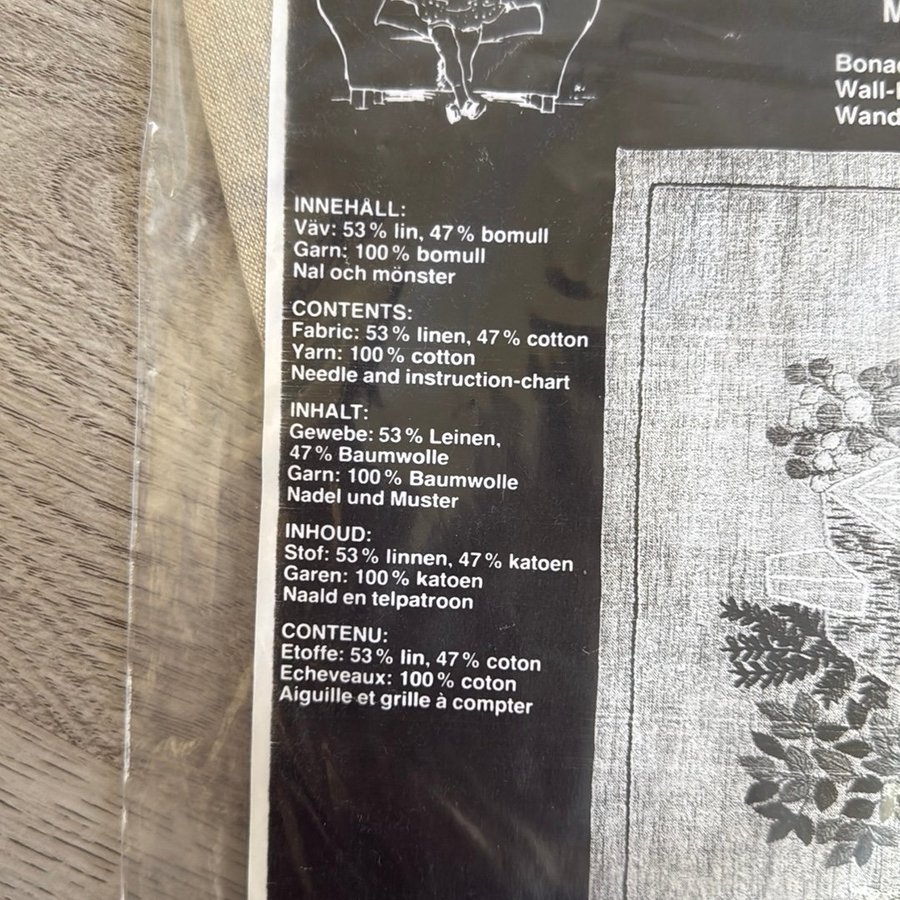 M
Bona
Wall-
Wand
INNEHÅLL:
Väv: 53% lin, 47% bomull
Garn: 100% bomull
Nal och mönster
CONTENTS:
Fabric: 53% linen, 47% cotton
Yarn: 100% cotton
Needle and instruction-chart
INHALT:
Gewebe: 53% Leinen,
47% Baumwolle
Garn: 100% Baumwolle
Nadel und Muster
INHOUD:
Stof: 53% linnen, 47% katoen
Garen: 100% katoen
Naald en telpatroon
CONTENU:
Etoffe: 53% lin, 47% coton
Echeveaux: 100% coton
Aiguille et grille à compter